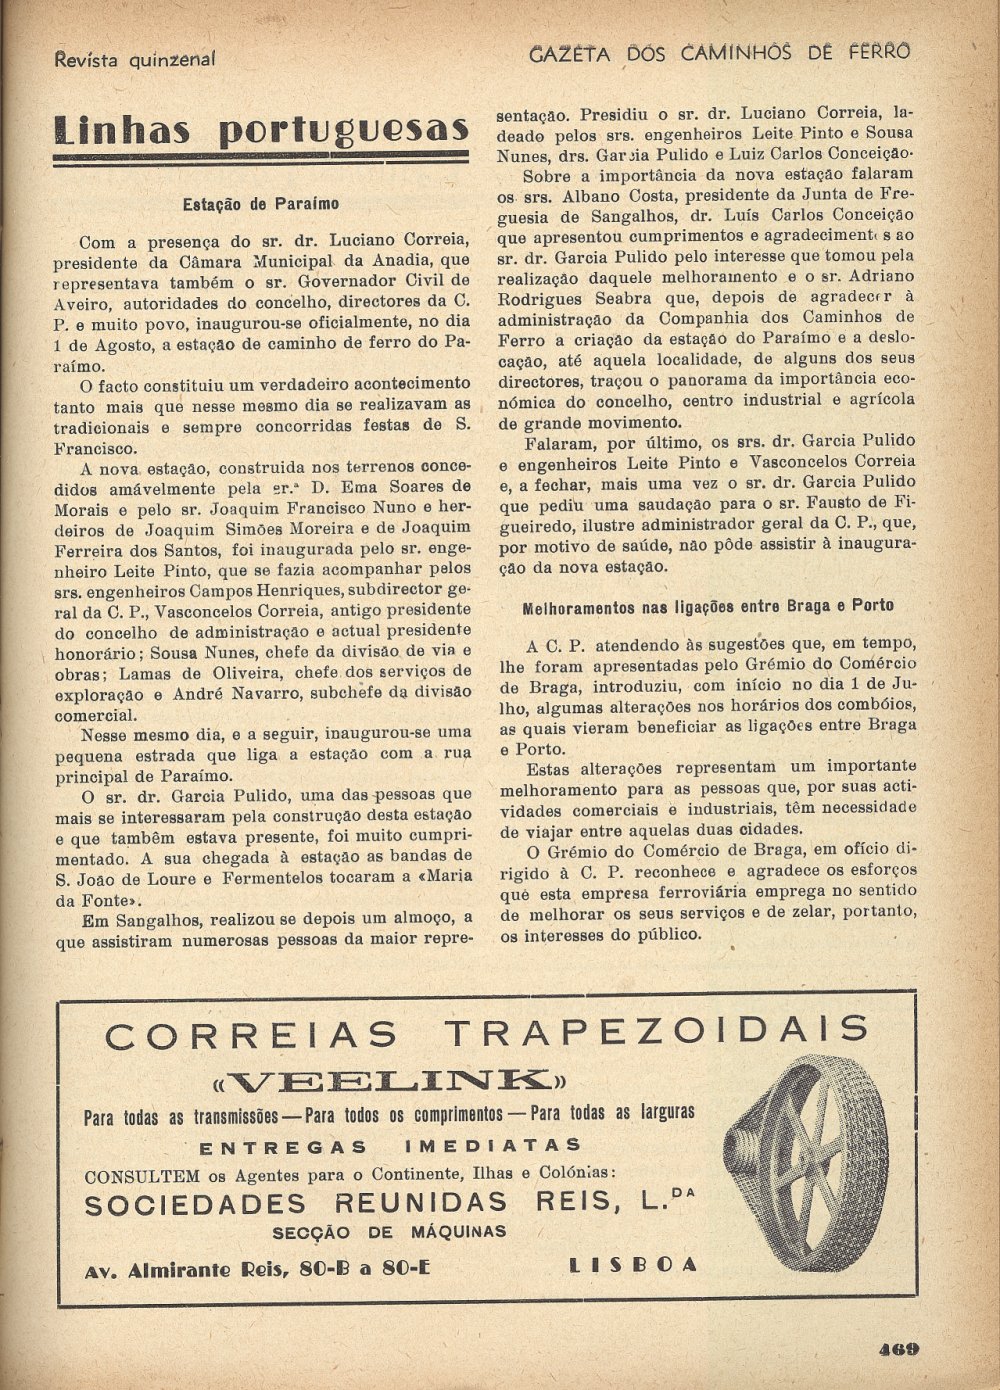 Revista quinzenal
GAZETA DOS CAMINHOS DE FERRO
Linhas portuguesas
Estação de Paraímo
Com a presença do sr. dr. Luciano Correia,
presidente da Câmara Municipal da Anadia, que
representava também o sr. Governador Civil de
Aveiro, autoridades do concelho, directores da C.
P. e muito povo, inaugurou-se oficialmente, no dia
1 de Agosto, a estação de caminho de ferro do Pa-
raímo.
O facto constituiu um verdadeiro acontecimento
tanto mais que nesse mesmo dia se realizavam as
tradicionais e sempre concorridas festas de S.
Francisco.
A nova estação, construida nos terrenos conce-
didos amávelmente pela sr.ª D. Ema Soares de
Morais e pelo sr. Joaquim Francisco Nuno e her-
deiros de Joaquim Simões Moreira e de Joaquim
Ferreira dos Santos, foi inaugurada pelo sr. enge-
nheiro Leite Pinto, que se fazia acompanhar pelos
srs. engenheiros Campos Henriques, subdirector ge-
ral da C. P., Vasconcelos Correia, antigo presidente
do concelho de administração e actual presidente
honorário; Sousa Nunes, chefe da divisão de via e
obras; Lamas de Oliveira, chefe dos serviços de
exploração e André Navarro, subchefe da divisão
comercial.
Nesse mesmo dia, e a seguir, inaugurou-se uma
pequena estrada que liga a estação com a rua
principal de Paraímo.
O sr. dr. Garcia Pulido, uma das pessoas que
mais se interessaram pela construção desta estação
e que também estava presente, foi muito cumpri-
mentado. A sua chegada à estação as bandas de
S. João de Loure e Fermentelos tocaram a «Maria
da Fonte».
Em Sangalhos, realizou se depois um almoço, a
que assistiram numerosas pessoas da maior repre-
sentação. Presidiu o sr. dr. Luciano Correia, la-
deado pelos srs. engenheiros Leite Pinto e Sousa
Nunes, drs. Garcia Pulido e Luiz Carlos Conceição.
Sobre a importância da nova estação falaram
os srs. Albano Costa, presidente da Junta de Fre-
guesia de Sangalhos, dr. Luís Carlos Conceição
que apresentou cumprimentos e agradecimentos ao
sr. dr. Garcia Pulido pelo interesse que tomou pela
realização daquele melhoramento e o sr. Adriano
Rodrigues Seabra que, depois de agradecer à
administração da Companhia dos Caminhos de
Ferro a criação da estação do Paraímo e a deslo-
cação, até aquela localidade, de alguns dos seus
directores, traçou o panorama da importância eco-
nómica do concelho, centro industrial e agrícola
de grande movimento.
Falaram, por último, os srs. dr. Garcia Pulido
e engenheiros Leite Pinto e Vasconcelos Correia
e, a fechar, mais uma vez o sr. dr. Garcia Pulido
que pediu uma saudação para o sr. Fausto de Fi-
gueiredo, ilustre administrador geral da C. P., que,
por motivo de saúde, não pôde assistir à inaugura-
ção da nova estação.
Melhoramentos nas ligações entre Braga e Porto
A C. P. atendendo às sugestões que, em tempo,
lhe foram apresentadas pelo Grémio do Comércio
de Braga, introduziu, com início no dia 1 de Ju-
lho, algumas alterações nos horários dos combóios,
as quais vieram beneficiar as ligações entre Braga
e Porto.
Estas alterações representam um importante
melhoramento para as pessoas que, por suas acti-
vidades comerciais e industriais, têm necessidade
de viajar entre aquelas duas cidades.
O Grémio do Comércio de Braga, em ofício di-
rigido à C. P. reconhece e agradece os esforços
que esta empresa ferroviária emprega no sentido
de melhorar os seus serviços e de zelar, portanto,
os interesses do público.
CORREIAS TRAPEZOIDAIS
«VEELINK»
Para todas as transmissões — Para todos os comprimentos — Para todas as larguras
ENTREGAS IMEDIATAS
CONSULTEM os Agentes para o Continente, Ilhas e Colónias:
SOCIEDADES REUNIDAS REIS, L.DA
SECÇÃO DE MÁQUINAS
Av. Almirante Reis, 80-B a 80-E LISBOA
469